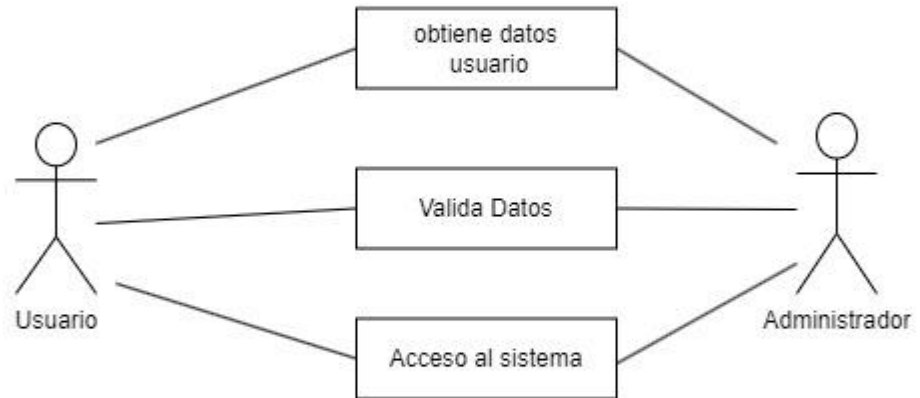 obtiene datos
usuario
Valida Datos
Usuario
Administrador
Acceso al sistema